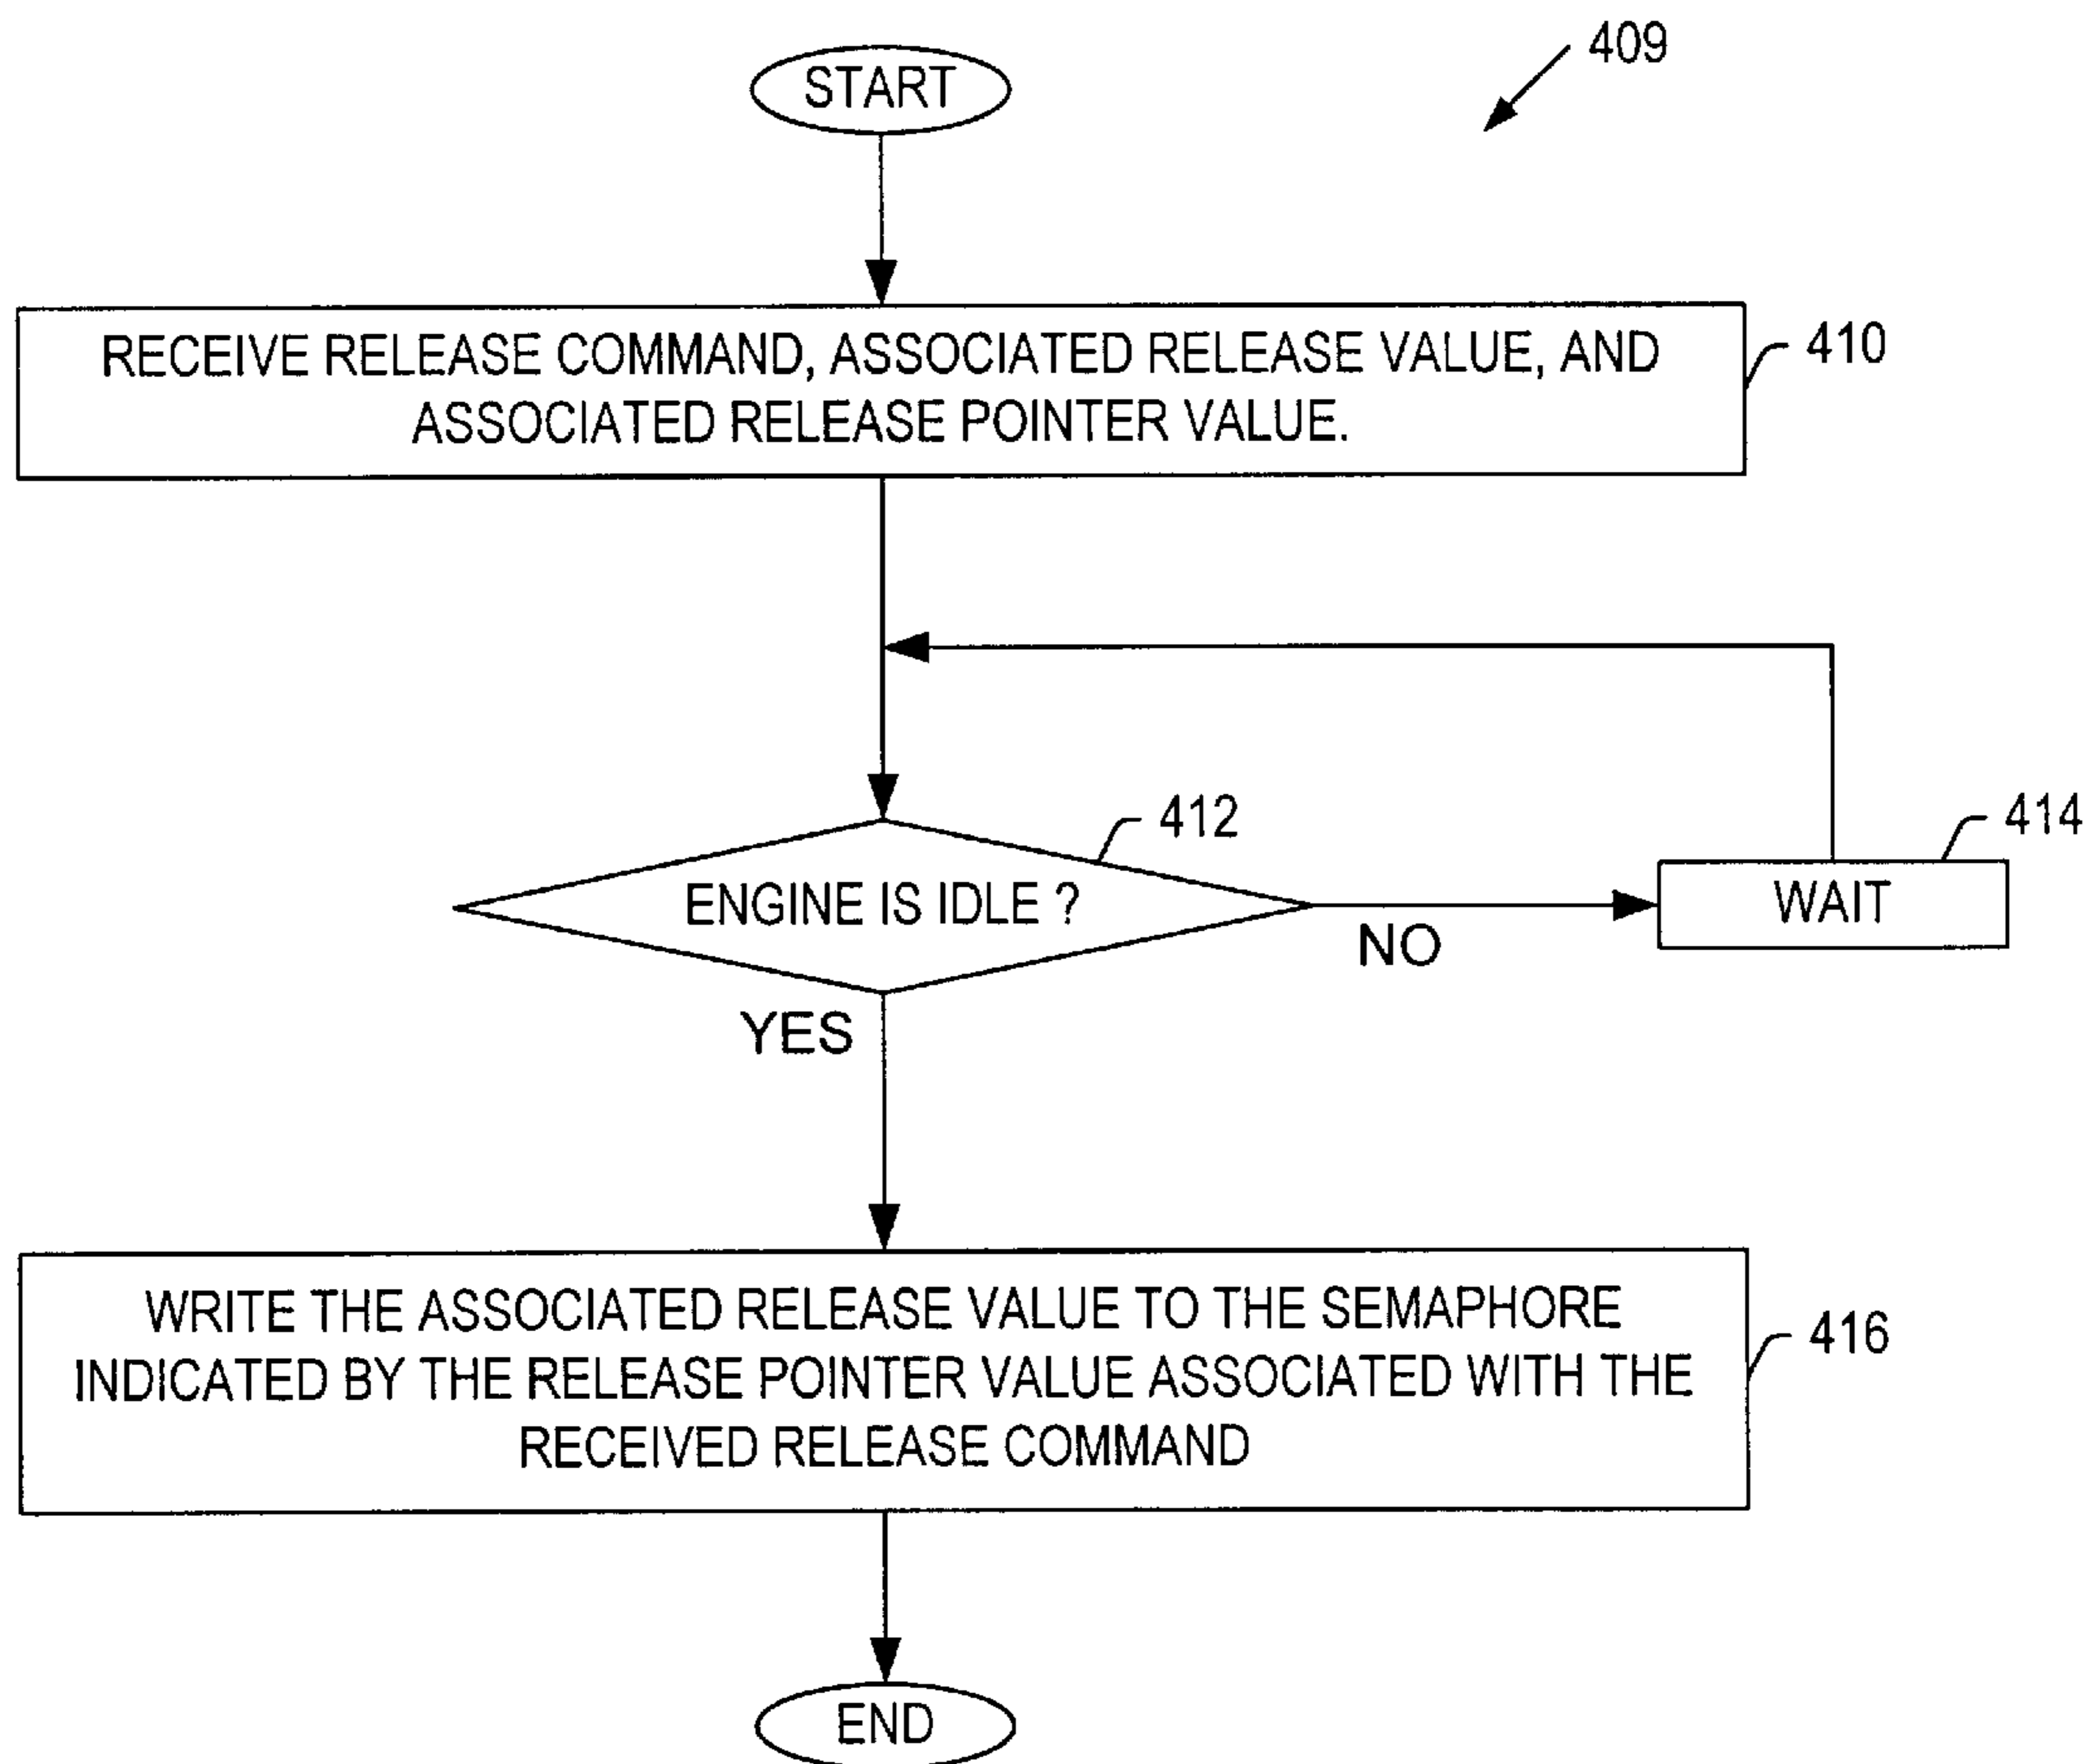 START
409
RECEIVE RELEASE COMMAND, ASSOCIATED RELEASE VALUE, AND
ASSOCIATED RELEASE POINTER VALUE.
410
412
414
ENGINE IS IDLE ?
WAIT
NO
YES
WRITE THE ASSOCIATED RELEASE VALUE TO THE SEMAPHORE
INDICATED BY THE RELEASE POINTER VALUE ASSOCIATED WITH THE
RECEIVED RELEASE COMMAND
416
END